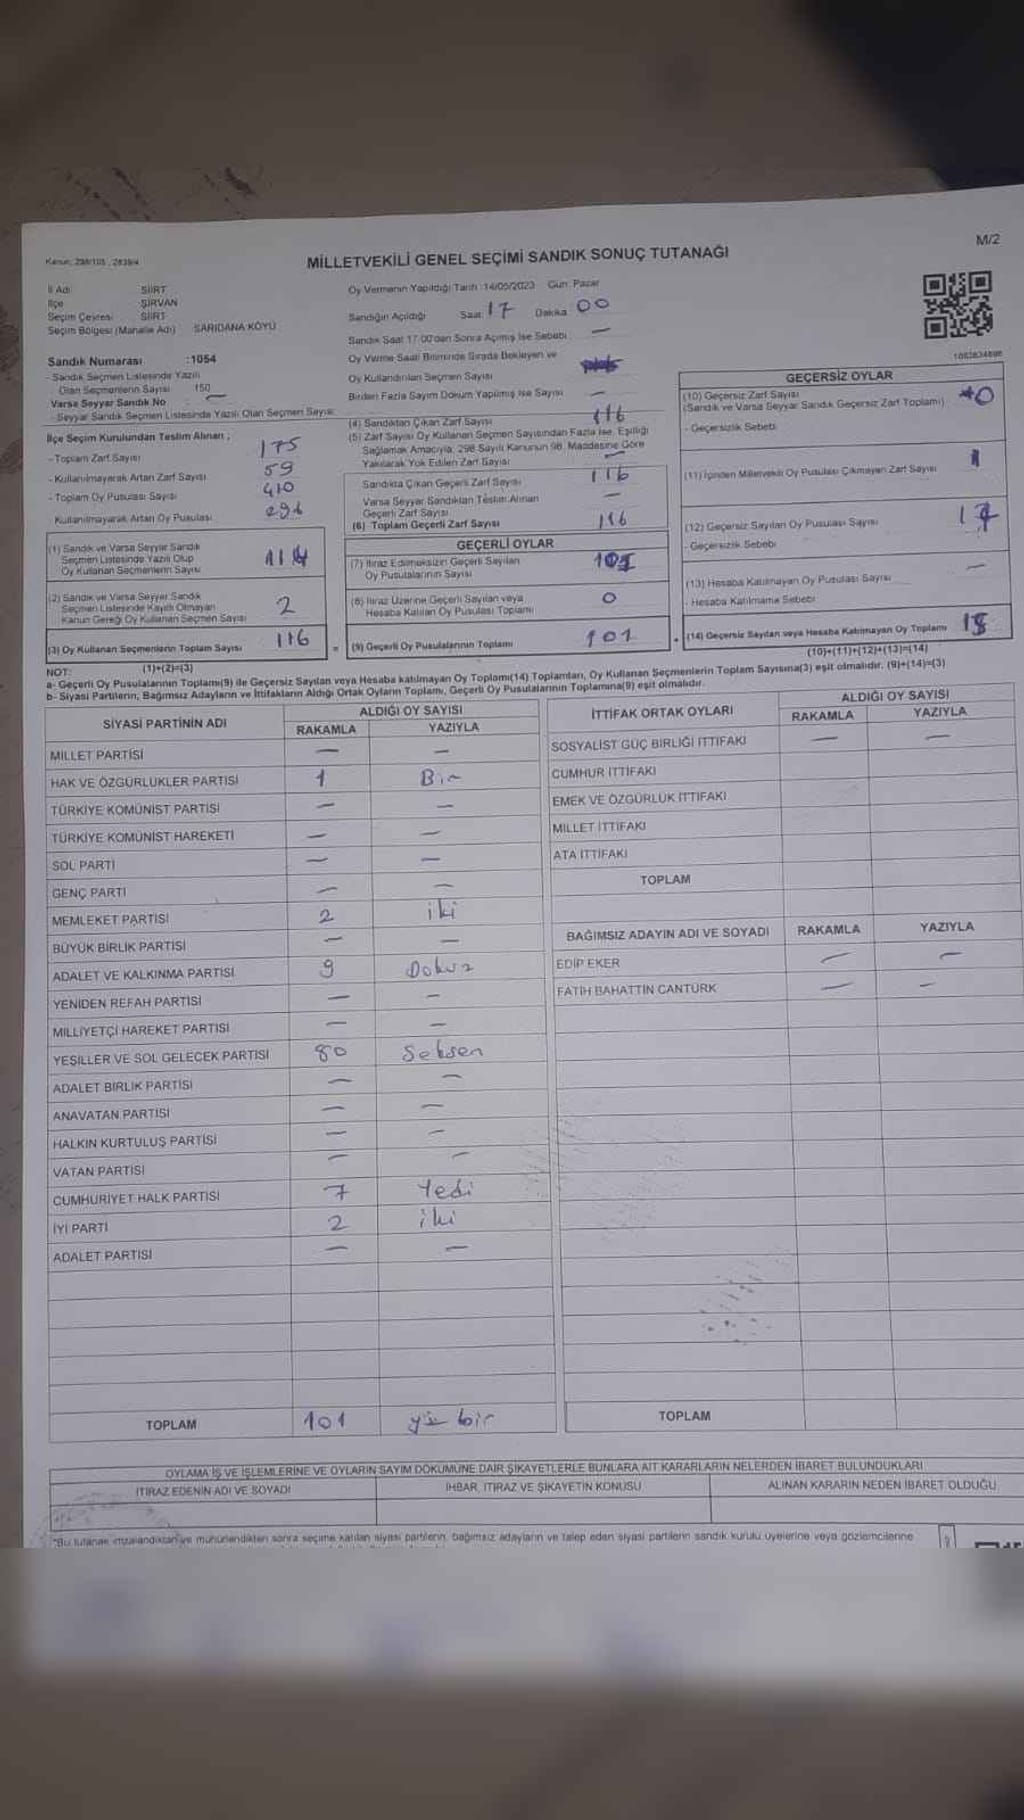 M/2
Kanun: 298/105, 2839/4
MİLLETVEKİLİ GENEL SEÇİMİ SANDIK SONUÇ TUTANAĞI
İl Adı SİİRT
İlçe ŞİRVAN
Seçim Çevresi SİİRT
Seçim Bölgesi (Mahalle Adı) SARIDANA KÖYÜ
Sandık Numarası :1054
- Sandık Seçmen Listesinde Yazılı
Olan Seçmenlerin Sayısı 150
Varsa Seyyar Sandık No —
- Seyyar Sandık Seçmen Listesinde Yazılı Olan Seçmen Sayısı:
İlçe Seçim Kurulundan Teslim Alınan ;
- Toplam Zarf Sayısı 175
- Kullanılmayarak Artan Zarf Sayısı 59
- Toplam Oy Pusulası Sayısı 410
Kullanılmayarak Artan Oy Pusulası 294
(1) Sandık ve Varsa Seyyar Sandık
Seçmen Listesinde Yazılı Olup
Oy Kullanan Seçmenlerin Sayısı 114
(2) Sandık ve Varsa Seyyar Sandık
Seçmen Listesinde Kayıtlı Olmayan
Kanun Gereği Oy Kullanan Seçmen Sayısı 2
(3) Oy Kullanan Seçmenlerin Toplam Sayısı 116
(1)+(2)=(3)
Oy Vermenin Yapıldığı Tarih :14/05/2023 Gün: Pazar
Sandığın Açıldığı Saat: 17 Dakika: 00
Sandık Saat 17:00'den Sonra Açılmış İse Sebebi: —
Oy Verme Saati Bitiminde Sırada Bekleyen ve
Oy Kullandırılan Seçmen Sayısı
Birden Fazla Sayım Döküm Yapılmış İse Sayısı —
(4) Sandıktan Çıkan Zarf Sayısı 116
(5) Zarf Sayısı Oy Kullanan Seçmen Sayısından Fazla İse, Eşitliği
Sağlamak Amacıyla, 298 Sayılı Kanunun 98. Maddesine Göre
Yakılarak Yok Edilen Zarf Sayısı —
Sandıkta Çıkan Geçerli Zarf Sayısı 116
Varsa Seyyar Sandıktan Teslim Alınan
Geçerli Zarf Sayısı —
(6) Toplam Geçerli Zarf Sayısı 116
GEÇERLİ OYLAR
(7) İtiraz Edilmeksizin Geçerli Sayılan
Oy Pusulalarının Sayısı 101
(8) İtiraz Üzerine Geçerli Sayılan veya
Hesaba Katılan Oy Pusulası Toplamı 0
= (9) Geçerli Oy Pusulalarının Toplamı 101
1082834898
GEÇERSİZ OYLAR
(10) Geçersiz Zarf Sayısı 0
(Sandık ve Varsa Seyyar Sandık Geçersiz Zarf Toplamı)
- Geçersizlik Sebebi:
(11) İçinden Milletvekili Oy Pusulası Çıkmayan Zarf Sayısı 1
(12) Geçersiz Sayılan Oy Pusulası Sayısı
- Geçersizlik Sebebi:
(13) Hesaba Katılmayan Oy Pusulası Sayısı —
- Hesaba Katılmama Sebebi:
+ (14) Geçersiz Sayılan veya Hesaba Katılmayan Oy Toplamı 15
(10)+(11)+(12)+(13)=(14)
NOT:
a- Geçerli Oy Pusulalarının Toplamı(9) ile Geçersiz Sayılan veya Hesaba katılmayan Oy Toplamı(14) Toplamları, Oy Kullanan Seçmenlerin Toplam Sayısına(3) eşit olmalıdır. (9)+(14)=(3)
b- Siyasi Partilerin, Bağımsız Adayların ve İttifakların Aldığı Ortak Oyların Toplamı, Geçerli Oy Pusulalarının Toplamına(9) eşit olmalıdır.
SİYASİ PARTİNİN ADI ALDIĞI OY SAYISI
RAKAMLA YAZIYLA
MİLLET PARTİSİ — —
HAK VE ÖZGÜRLÜKLER PARTİSİ 1 Bir
TÜRKİYE KOMÜNİST PARTİSİ — —
TÜRKİYE KOMÜNİST HAREKETİ — —
SOL PARTİ — —
GENÇ PARTİ — —
MEMLEKET PARTİSİ 2 iki
BÜYÜK BİRLİK PARTİSİ — —
ADALET VE KALKINMA PARTİSİ 9 Dokuz
YENİDEN REFAH PARTİSİ — —
MİLLİYETÇİ HAREKET PARTİSİ — —
YEŞİLLER VE SOL GELECEK PARTİSİ 80 Seksen
ADALET BİRLİK PARTİSİ — —
ANAVATAN PARTİSİ — —
HALKIN KURTULUŞ PARTİSİ — —
VATAN PARTİSİ — —
CUMHURİYET HALK PARTİSİ 7 Yedi
İYİ PARTİ 2 iki
ADALET PARTİSİ — —
TOPLAM 101 yüz bir
İTTİFAK ORTAK OYLARI ALDIĞI OY SAYISI
RAKAMLA YAZIYLA
SOSYALİST GÜÇ BİRLİĞİ İTTİFAKI — —
CUMHUR İTTİFAKI
EMEK VE ÖZGÜRLÜK İTTİFAKI
MİLLET İTTİFAKI
ATA İTTİFAKI
TOPLAM
BAĞIMSIZ ADAYIN ADI VE SOYADI RAKAMLA YAZIYLA
EDİP EKER — —
FATİH BAHATTİN CANTÜRK — —
TOPLAM
OYLAMA İŞ VE İŞLEMLERİNE VE OYLARIN SAYIM DÖKÜMÜNE DAİR ŞİKAYETLERLE BUNLARA AİT KARARLARIN NELERDEN İBARET BULUNDUKLARI
İTİRAZ EDENİN ADI VE SOYADI İHBAR, İTİRAZ VE ŞİKAYETİN KONUSU ALINAN KARARIN NEDEN İBARET OLDUĞU
*Bu tutanak imzalandıktan ve mühürlendikten sonra seçime katılan siyasi partilerin, bağımsız adayların ve talep eden siyasi partilerin sandık kurulu üyelerine veya gözlemcilerine